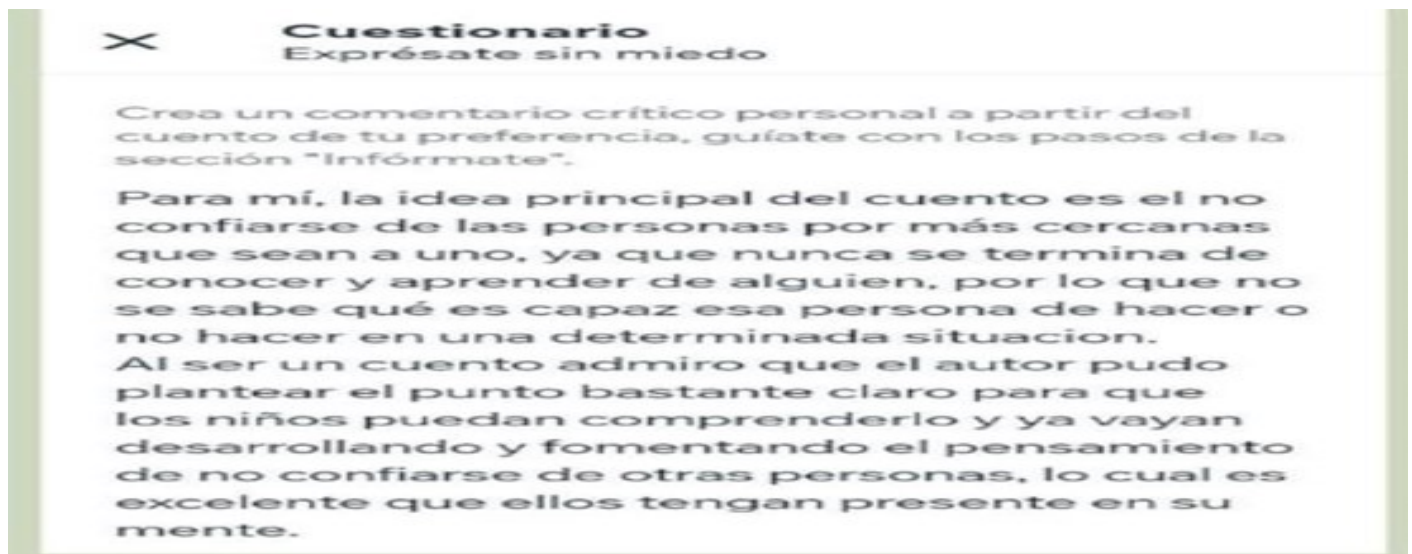 Cuestionario
Exprésate sin miedo
Crea un comentario crítico personal a partir del
cuento de tu preferencia, guíate con los pasos de la
sección "Infórmate".
Para mí, la idea principal del cuento es el no
confiarse de las personas por más cercanas
que sean a uno, ya que nunca se termina de
conocer y aprender de alguien, por lo que no
se sabe qué es capaz esa persona de hacer o
no hacer en una determinada situacion.
Al ser un cuento admiro que el autor pudo
plantear el punto bastante claro para que
los niños puedan comprenderlo y ya vayan
desarrollando y fomentando el pensamiento
de no confiarse de otras personas, lo cual es
excelente que ellos tengan presente en su
mente.